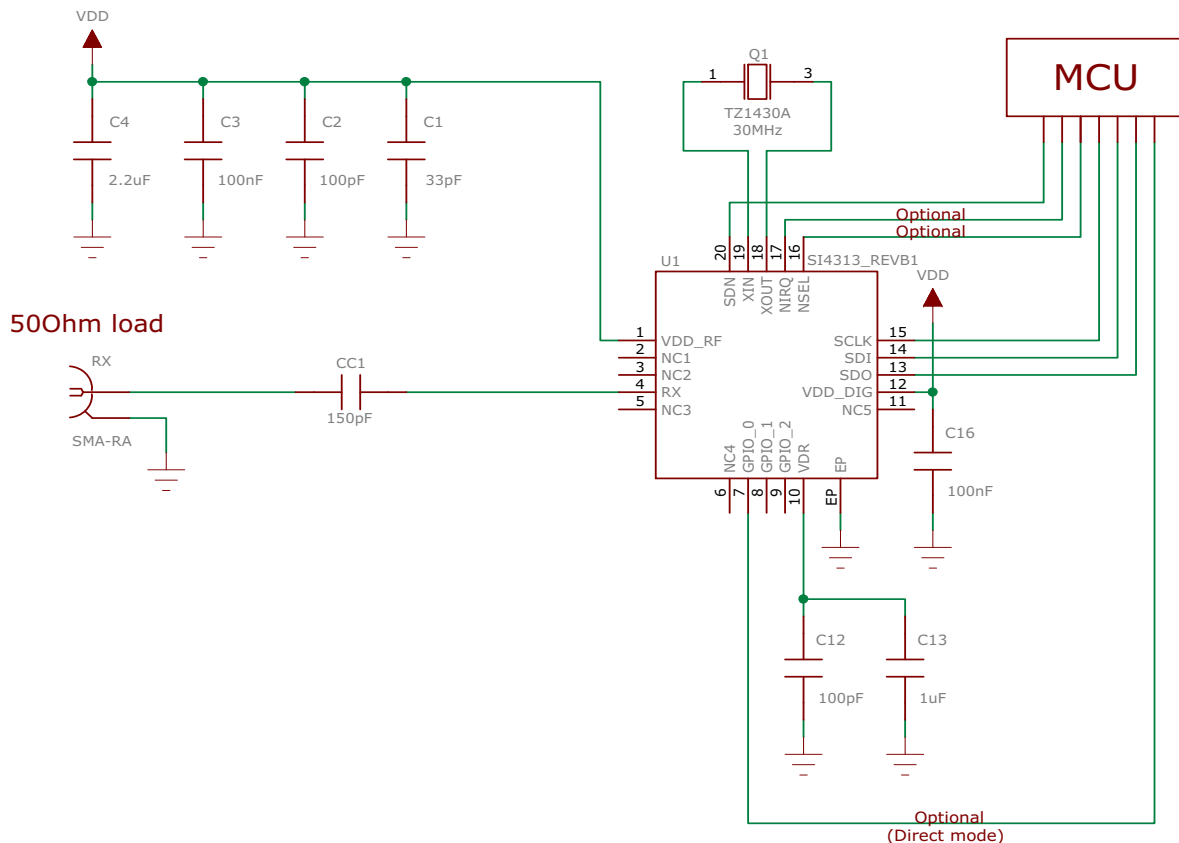 VDD
C4
C3
C2
C1
2.2uF
100nF
100pF
33pF
Q1
1
3
TZ1430A
30MHz
MCU
Optional
Optional
50Ohm load
RX
SMA-RA
CC1
150pF
U1
SI4313_REVB1
20
19
18
17
16
SDN
XIN
XOUT
NIRQ
NSEL
1
VDD_RF
2
NC1
3
NC2
4
RX
5
NC3
SCLK
15
SDI
14
SDO
13
VDD_DIG
12
NC5
11
VDD
C16
100nF
NC4
GPIO_0
GPIO_1
GPIO_2
VDR
EP
6
7
8
9
10
EP
C12
C13
100pF
1uF
Optional
(Direct mode)